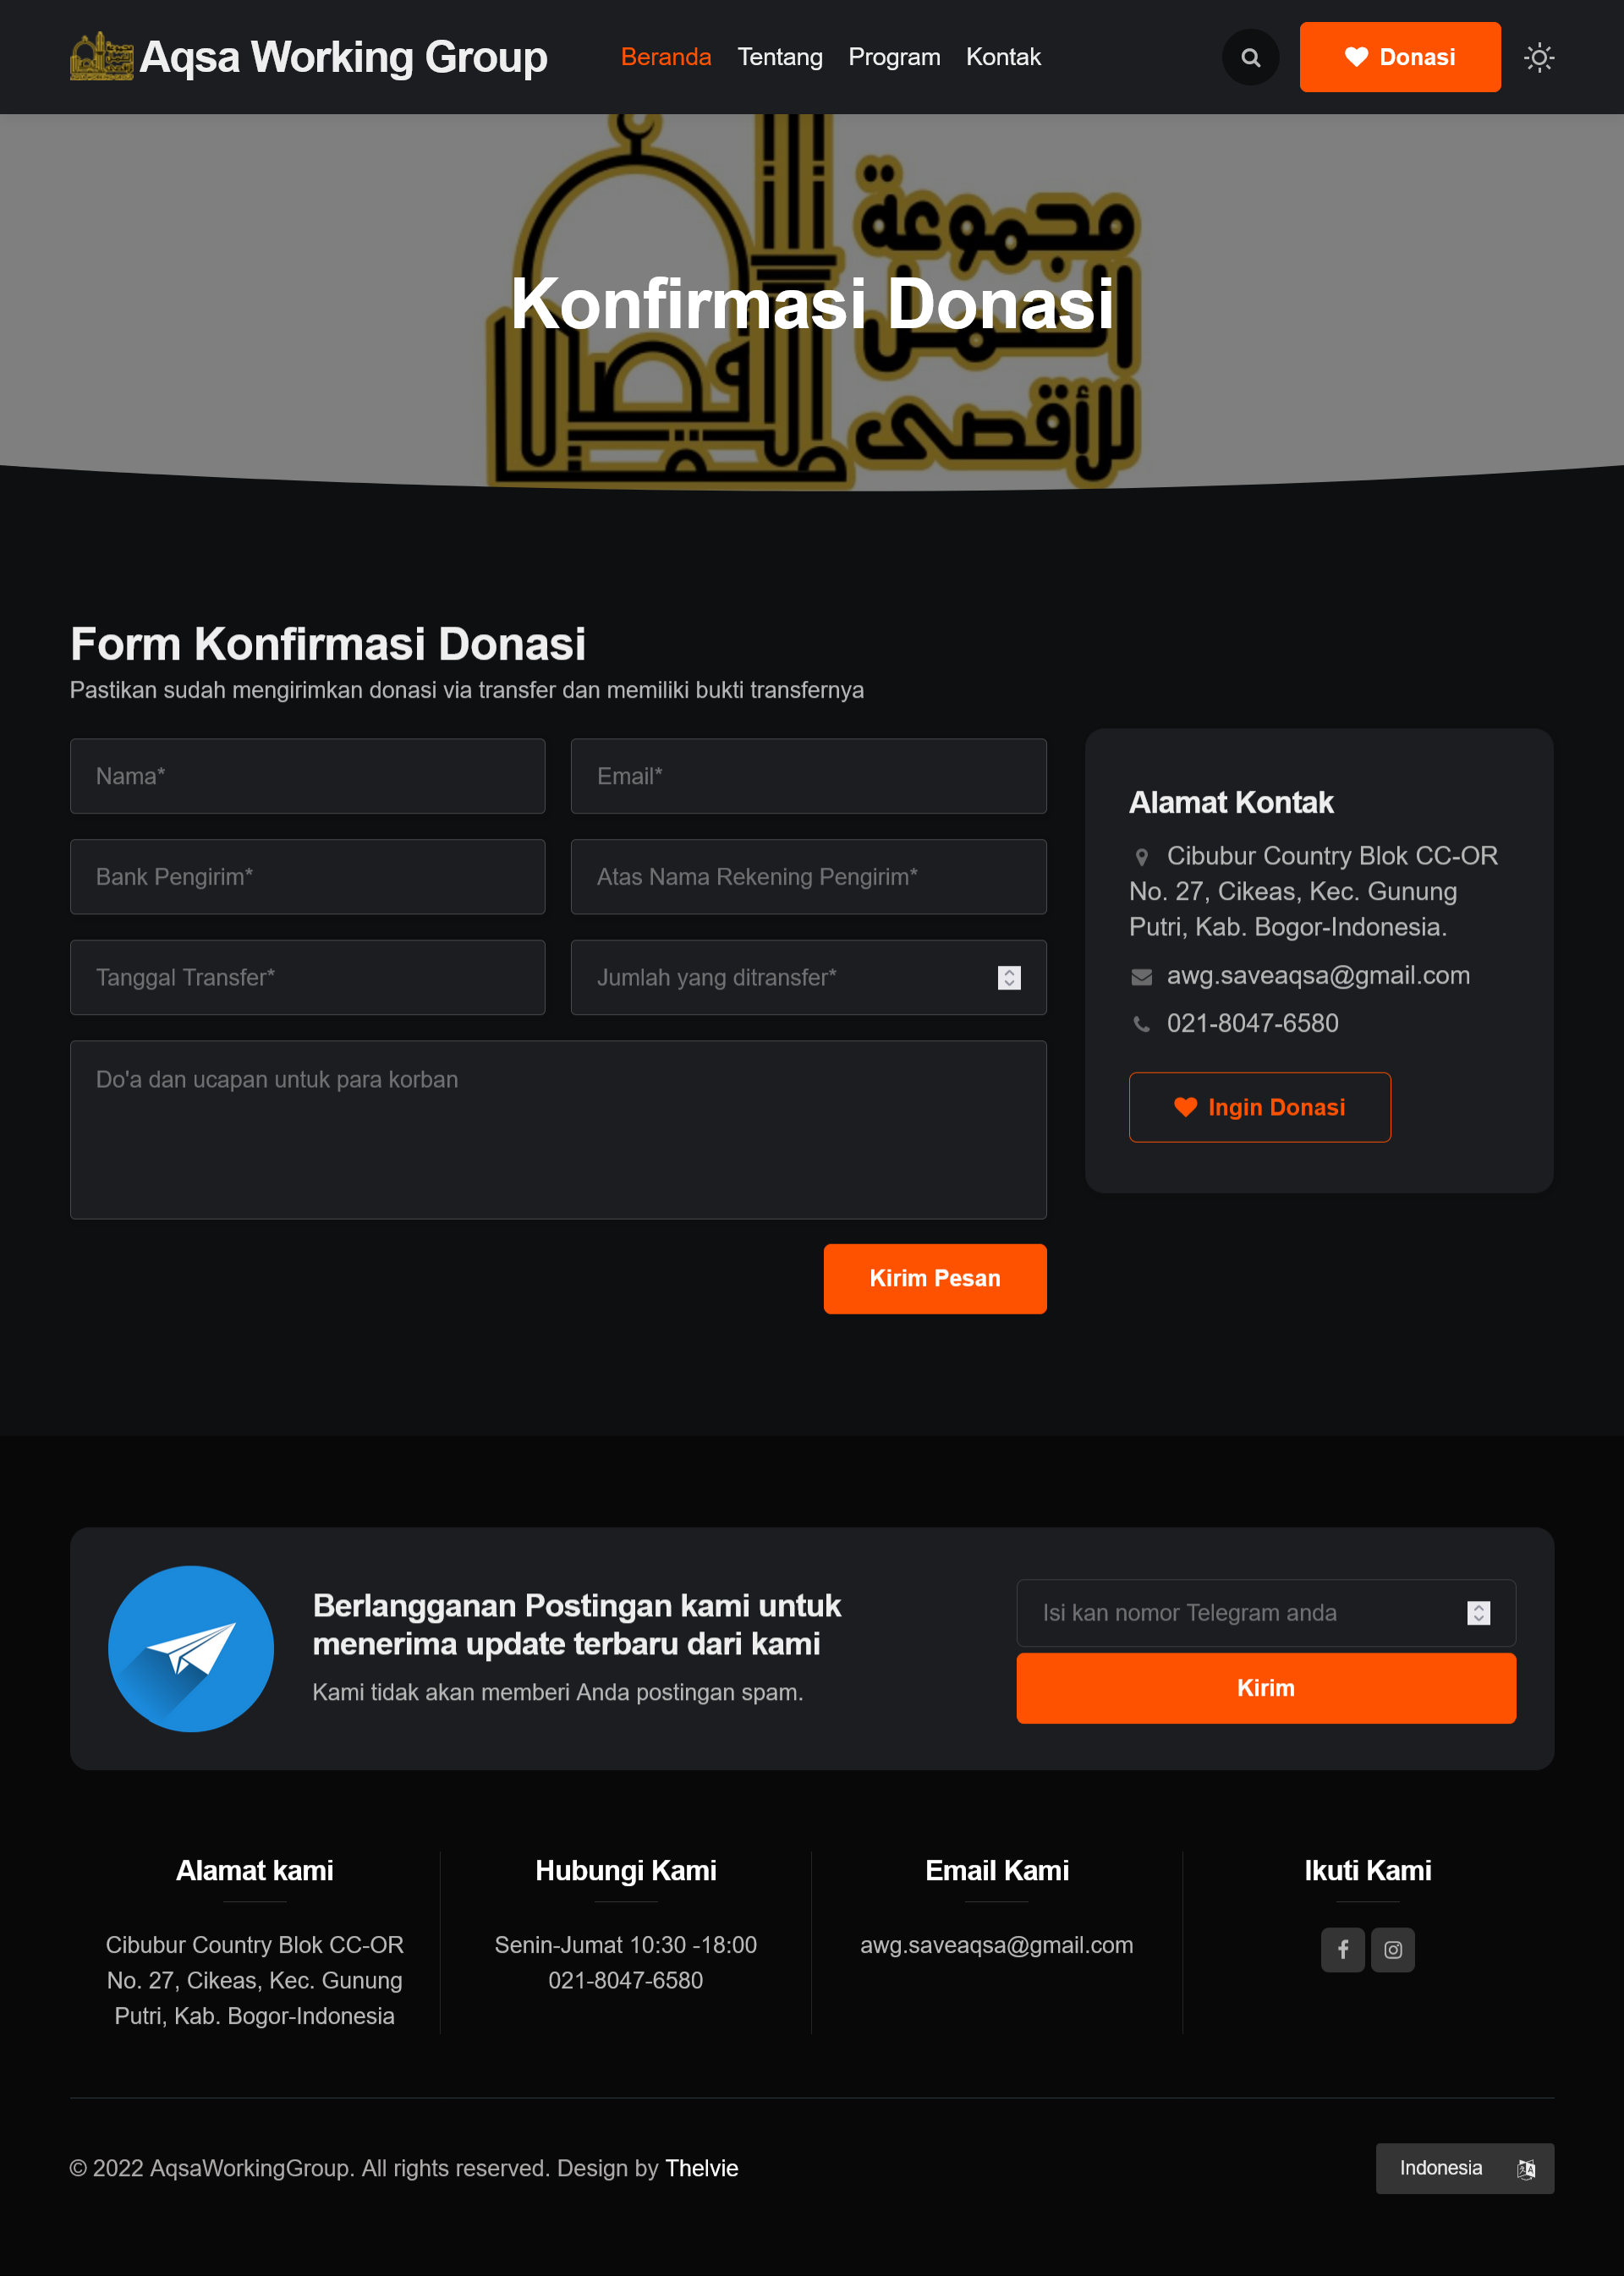 Aqsa Working Group
Beranda
Tentang
Program
Kontak
Donasi
مجموعة
العمل
للأقصى
Konfirmasi Donasi
Form Konfirmasi Donasi
Pastikan sudah mengirimkan donasi via transfer dan memiliki bukti transfernya
Nama*
Email*
Bank Pengirim*
Atas Nama Rekening Pengirim*
Tanggal Transfer*
Jumlah yang ditransfer*
Do'a dan ucapan untuk para korban
Kirim Pesan
Alamat Kontak
Cibubur Country Blok CC-OR
No. 27, Cikeas, Kec. Gunung
Putri, Kab. Bogor-Indonesia.
awg.saveaqsa@gmail.com
021-8047-6580
Ingin Donasi
Berlangganan Postingan kami untuk
menerima update terbaru dari kami
Kami tidak akan memberi Anda postingan spam.
Isi kan nomor Telegram anda
Kirim
Alamat kami
Cibubur Country Blok CC-OR
No. 27, Cikeas, Kec. Gunung
Putri, Kab. Bogor-Indonesia
Hubungi Kami
Senin-Jumat 10:30 -18:00
021-8047-6580
Email Kami
awg.saveaqsa@gmail.com
Ikuti Kami
© 2022 AqsaWorkingGroup. All rights reserved. Design by Thelvie
Indonesia